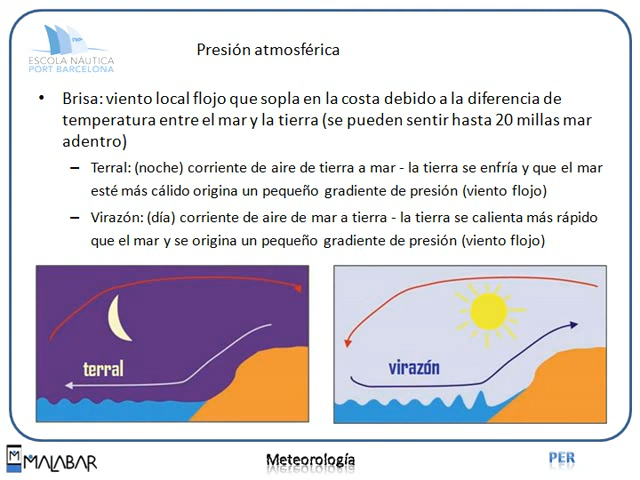 Presión atmosférica
ESCOLA NÀUTICA
PORT BARCELONA
• Brisa: viento local flojo que sopla en la costa debido a la diferencia de
temperatura entre el mar y la tierra (se pueden sentir hasta 20 millas mar
adentro)
– Terral: (noche) corriente de aire de tierra a mar - la tierra se enfría y que el mar
esté más cálido origina un pequeño gradiente de presión (viento flojo)
– Virazón: (día) corriente de aire de mar a tierra - la tierra se calienta más rápido
que el mar y se origina un pequeño gradiente de presión (viento flojo)
terral
virazón
MALABAR
Meteorología
PER